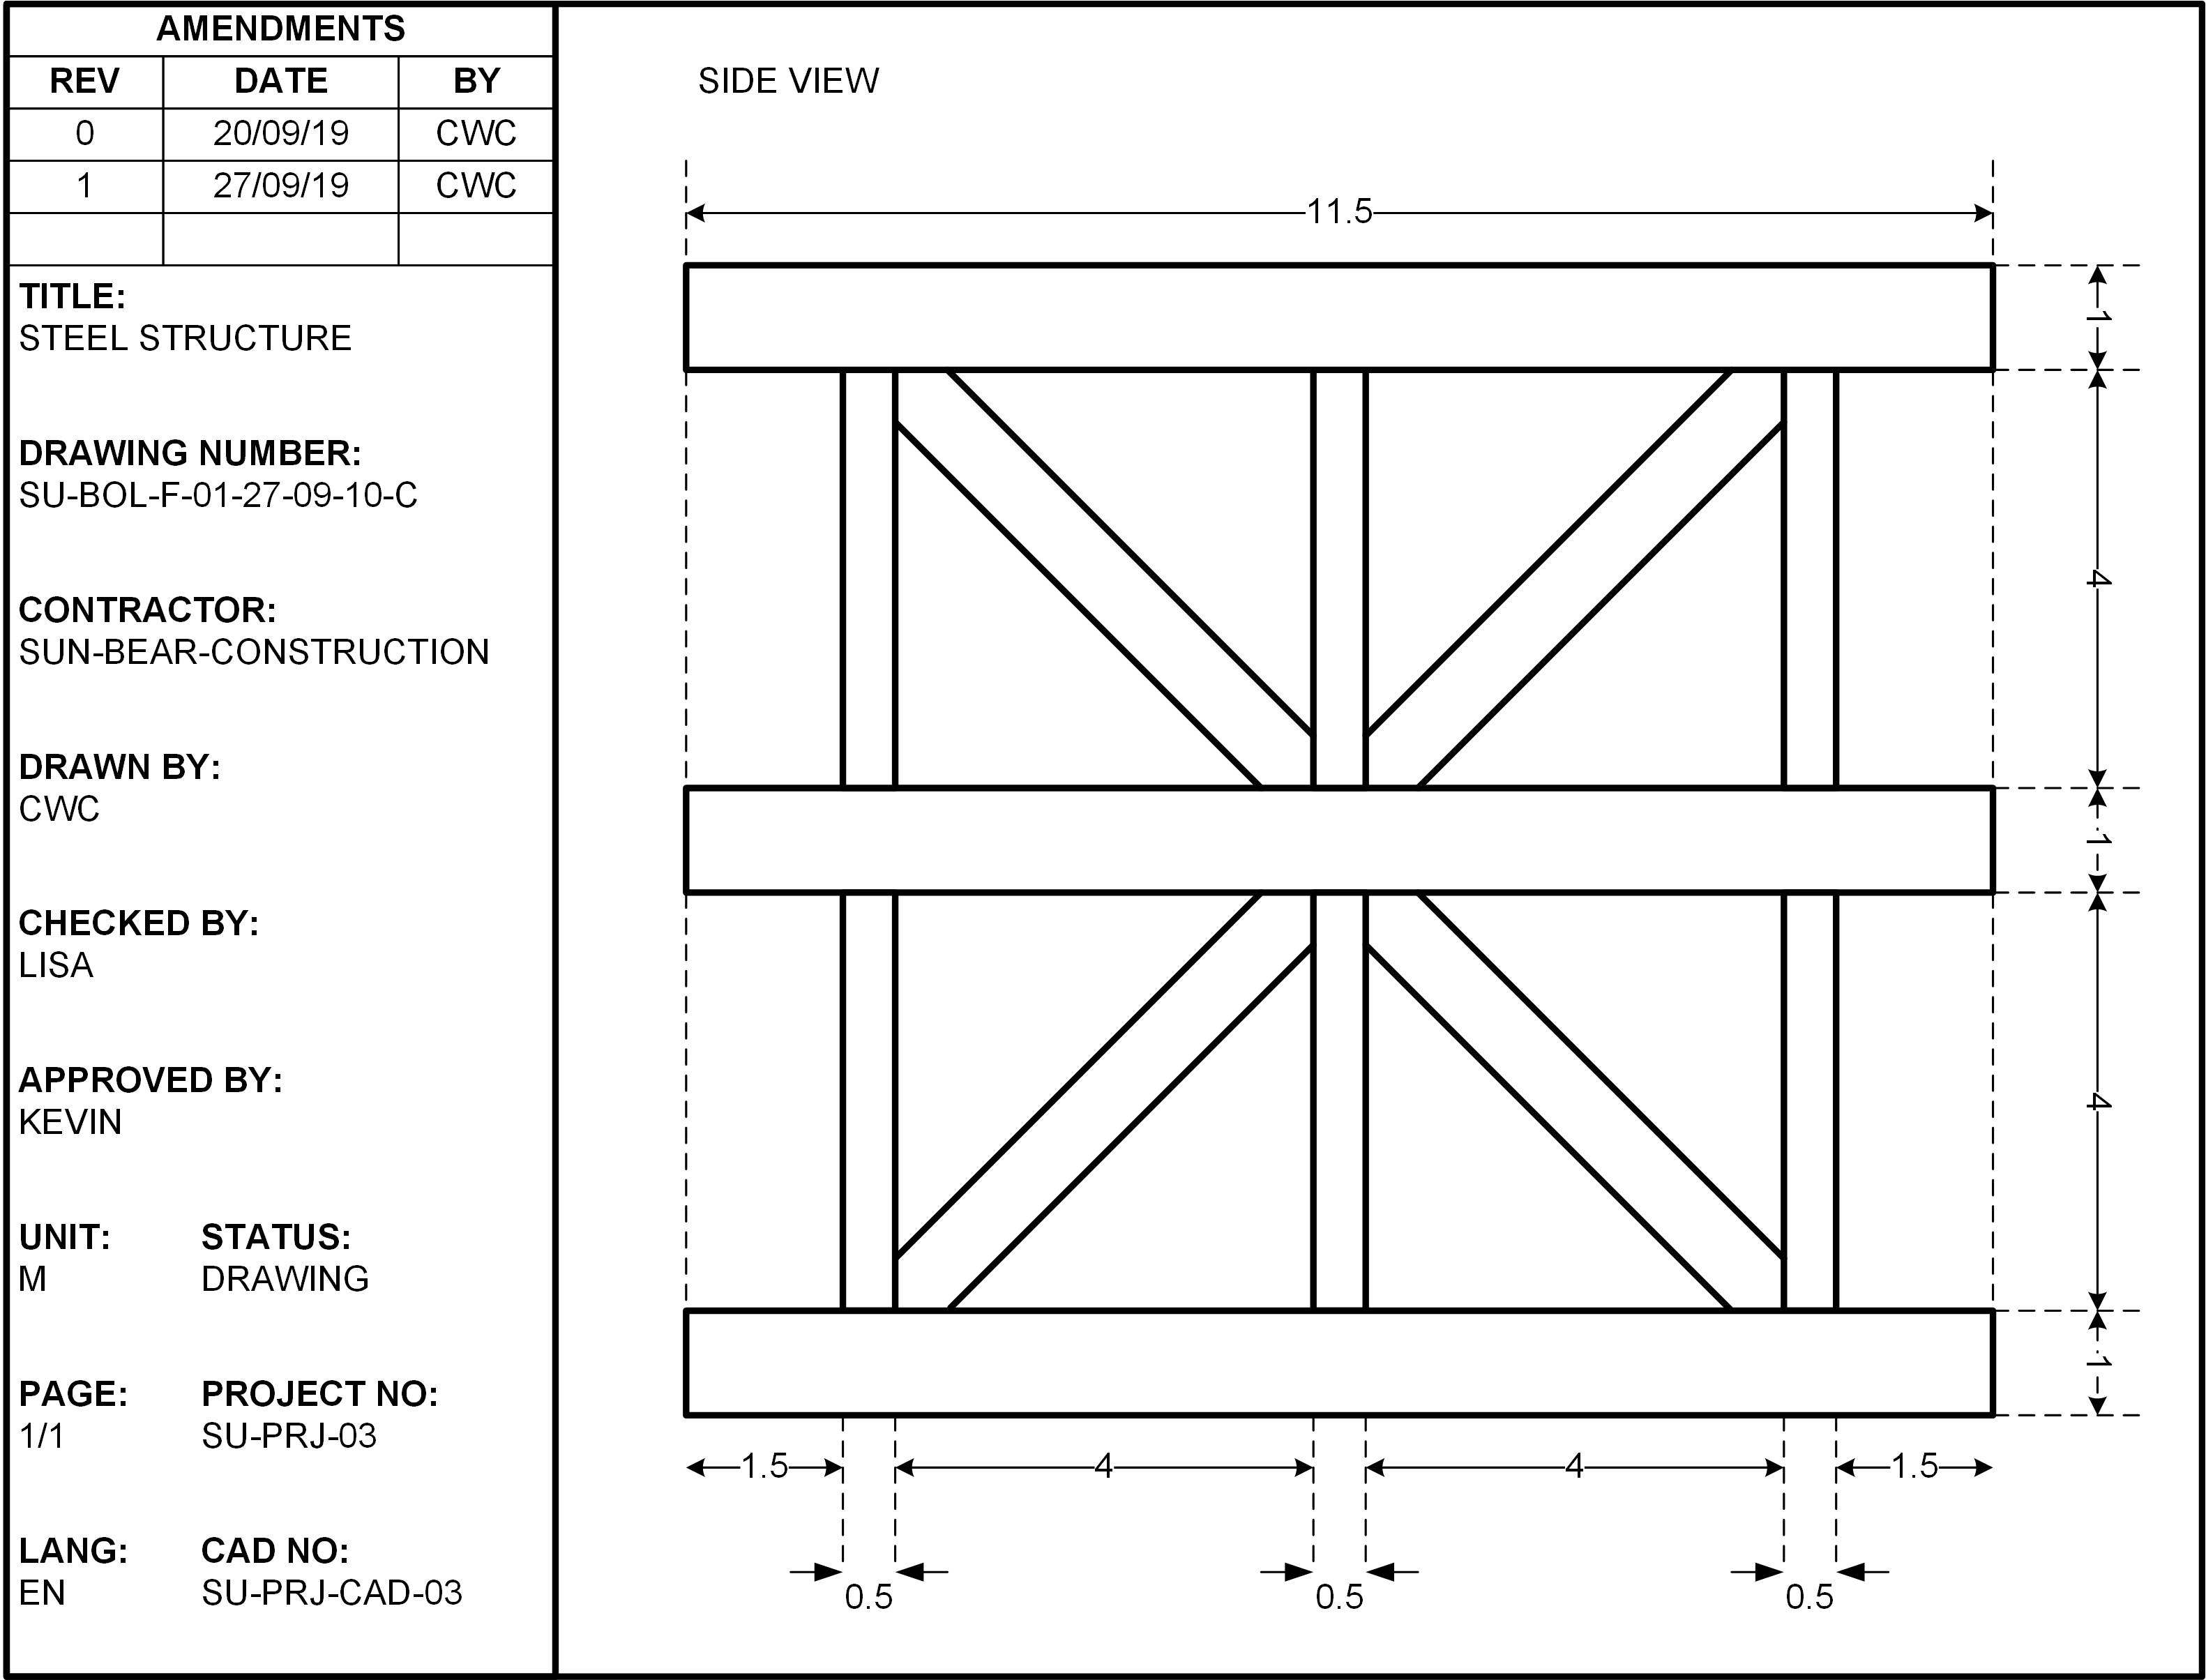 AMENDMENTS
REV DATE BY
0 20/09/19 CWC
1 27/09/19 CWC
TITLE:
STEEL STRUCTURE
DRAWING NUMBER:
SU-BOL-F-01-27-09-10-C
CONTRACTOR:
SUN-BEAR-CONSTRUCTION
DRAWN BY:
CWC
CHECKED BY:
LISA
APPROVED BY:
KEVIN
UNIT: STATUS:
M DRAWING
PAGE: PROJECT NO:
1/1 SU-PRJ-03
LANG: CAD NO:
EN SU-PRJ-CAD-03
SIDE VIEW
11.5
1
4
1
4
1
1.5 4 4 1.5
0.5 0.5 0.5